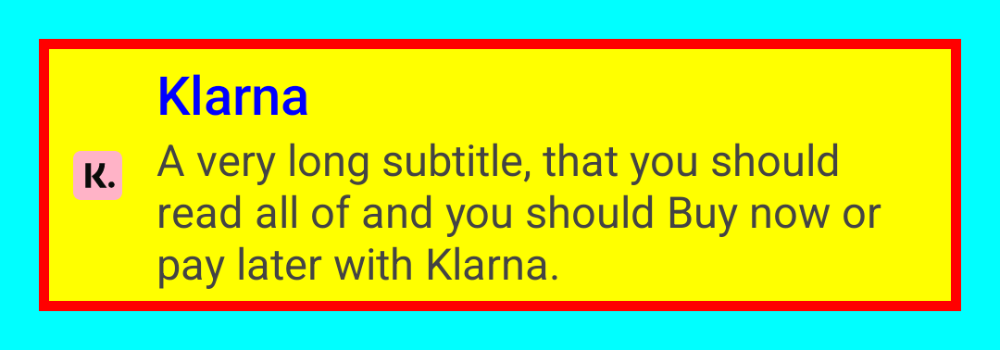 Klarna
K.
A very long subtitle, that you should
read all of and you should Buy now or
pay later with Klarna.